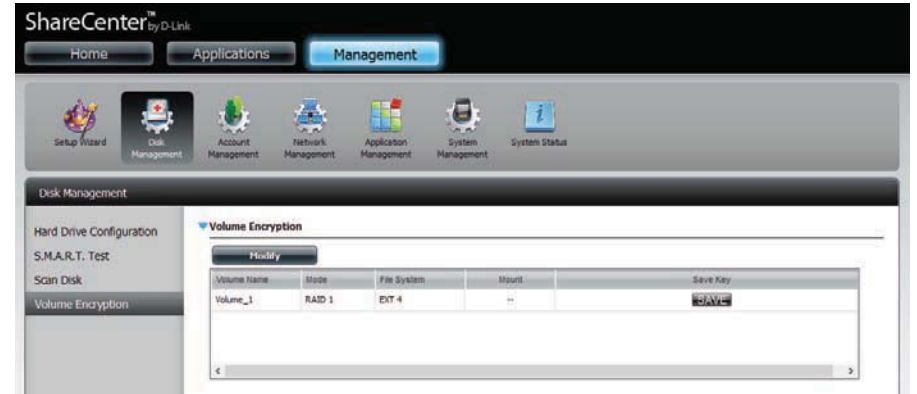 ShareCenter™ by D-Link
Home Applications Management
Setup Wizard
Disk Management
Account Management
Network Management
Application Management
System Management
System Status
Disk Management
Hard Drive Configuration
S.M.A.R.T. Test
Scan Disk
Volume Encryption
Volume Encryption
Modify
Volume Name Mode File System Mount Save Key
Volume_1 RAID 1 EXT 4 -- SAVE